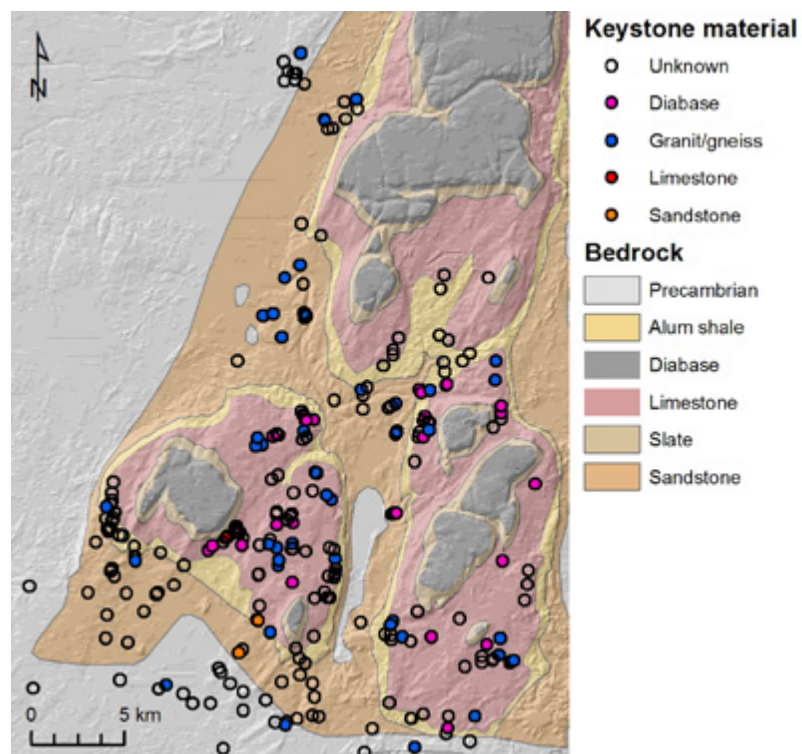 N
0 5 km
Keystone material
Unknown
Diabase
Granit/gneiss
Limestone
Sandstone
Bedrock
Precambrian
Alum shale
Diabase
Limestone
Slate
Sandstone